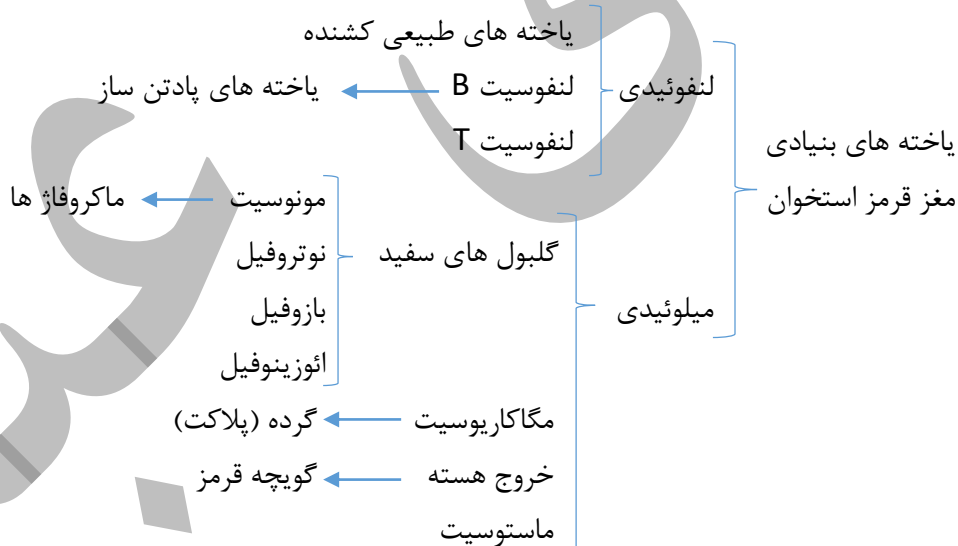 یاخته های طبیعی کشنده
لنفوئیدی لنفوسیت B یاخته های پادتن ساز
لنفوسیت T
یاخته های بنیادی
مغز قرمز استخوان
مونوسیت ماکروفاژ ها
گلبول های سفید نوتروفیل
میلوئیدی بازوفیل
ائوزینوفیل
مگاکاریوسیت گرده (پلاکت)
خروج هسته گویچه قرمز
ماستوسیت